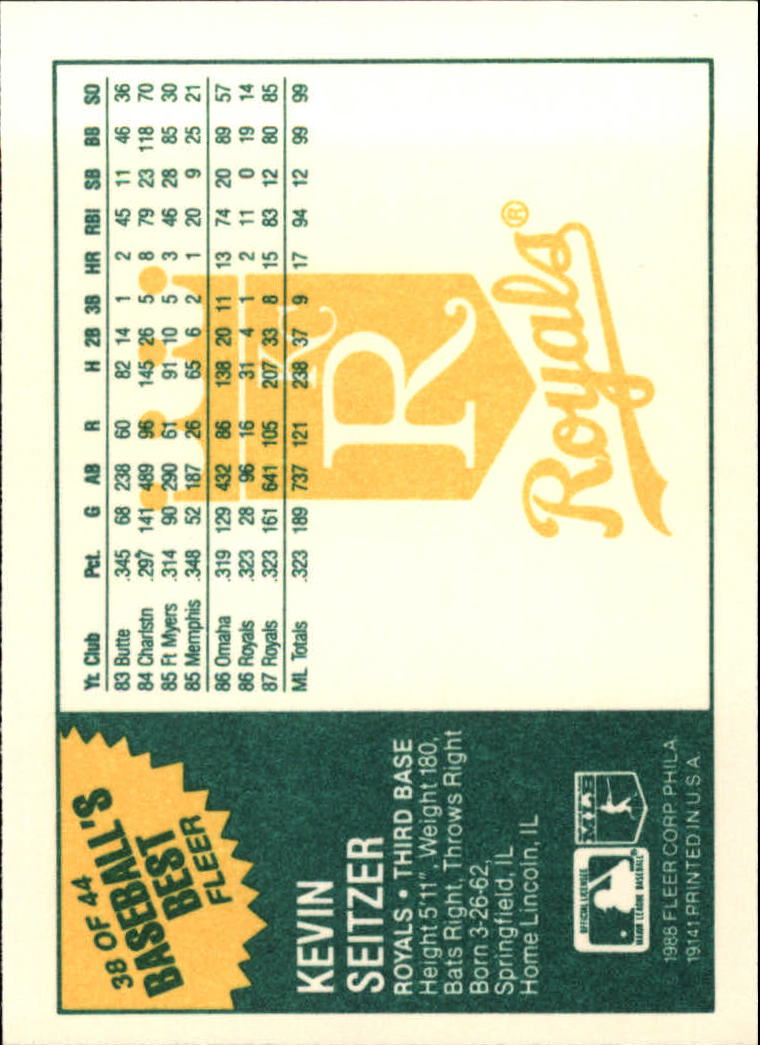 38 OF 44
BASEBALL'S
BEST
FLEER
KEVIN
SEITZER
ROYALS • THIRD BASE
Height 5'11" Weight 180,
Bats Right, Throws Right
Born 3-26-62,
Springfield, IL
Home Lincoln, IL
OFFICIAL LICENSEE
MAJOR LEAGUE BASEBALL®
1988 FLEER CORP. PHILA.
19141 PRINTED IN U.S.A.
Yr. Club Pct. G AB R H 2B 3B HR RBI SB BB SO
83 Butte .345 68 238 60 82 14 1 2 45 11 46 36
84 Charlstn .297 141 489 96 145 26 5 8 79 23 118 70
85 Ft Myers .314 90 290 61 91 10 5 3 46 28 85 30
85 Memphis .348 52 187 26 65 6 2 1 20 9 25 21
86 Omaha .319 129 432 86 138 20 11 13 74 20 89 57
86 Royals .323 28 96 16 31 4 1 2 11 0 19 14
87 Royals .323 161 641 105 207 33 8 15 83 12 80 85
ML Totals .323 189 737 121 238 37 9 17 94 12 99 99
KC
R
Royals®